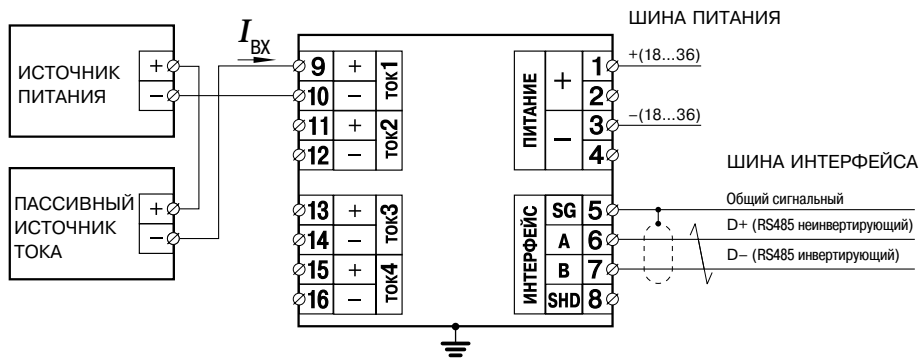 ШИНА ПИТАНИЯ
I ВХ
ИСТОЧНИК
ПИТАНИЯ
+
−
ПАССИВНЫЙ
ИСТОЧНИК
ТОКА
+
−
9 + ТОК1
10 −
11 + ТОК2
12 −
13 + ТОК3
14 −
15 + ТОК4
16 −
ПИТАНИЕ + 1 +(18...36)
2
− 3 −(18...36)
4
ШИНА ИНТЕРФЕЙСА
ИНТЕРФЕЙС SG 5 Общий сигнальный
A 6 D+ (RS485 неинвертирующий)
B 7 D− (RS485 инвертирующий)
SHD 8